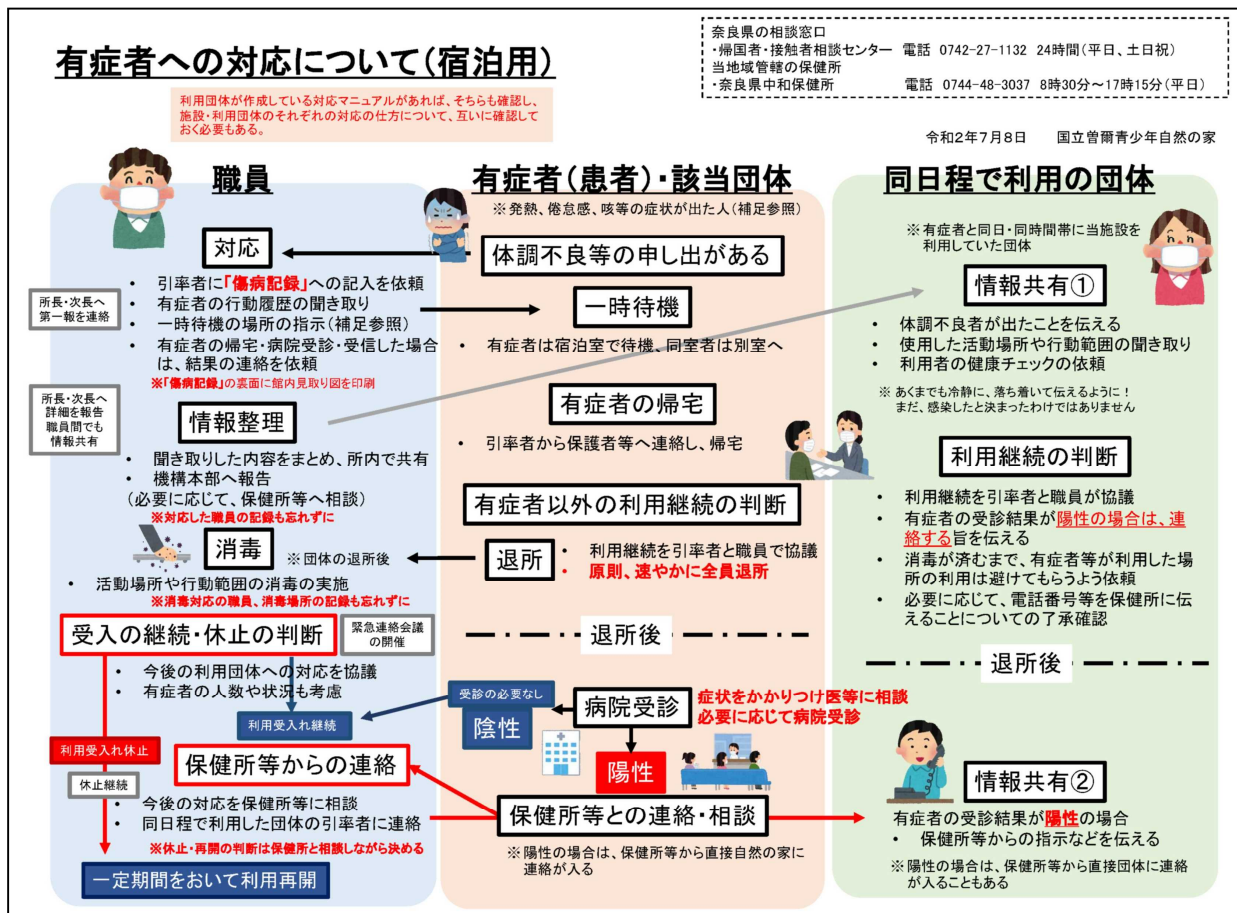 有症者への対応について(宿泊用)
奈良県の相談窓口
・帰国者・接触者相談センター 電話 0742-27-1132 24時間(平日、土日祝)
当地域管轄の保健所
・奈良県中和保健所 電話 0744-48-3037 8時30分～17時15分(平日)
利用団体が作成している対応マニュアルがあれば、そちらも確認し、
施設・利用団体のそれぞれの対応の仕方について、互いに確認して
おく必要もある。
令和2年7月8日 国立曽爾青少年自然の家
職員
対応
・ 引率者に「傷病記録」への記入を依頼
・ 有症者の行動履歴の聞き取り
・ 一時待機の場所の指示(補足参照)
・ 有症者の帰宅・病院受診・受信した場合
は、結果の連絡を依頼
※「傷病記録」の裏面に館内見取り図を印刷
所長・次長へ
第一報を連絡
所長・次長へ
詳細を報告
職員間でも
情報共有
情報整理
・ 聞き取りした内容をまとめ、所内で共有
・ 機構本部へ報告
(必要に応じて、保健所等へ相談)
※対応した職員の記録も忘れずに
消毒
※団体の退所後
・ 活動場所や行動範囲の消毒の実施
※消毒対応の職員、消毒場所の記録も忘れずに
受入の継続・休止の判断
緊急連絡会議
の開催
・ 今後の利用団体への対応を協議
・ 有症者の人数や状況も考慮
利用受入れ継続
利用受入れ休止
保健所等からの連絡
休止継続
・ 今後の対応を保健所等に相談
・ 同日程で利用した団体の引率者に連絡
※休止・再開の判断は保健所と相談しながら決める
一定期間をおいて利用再開
有症者(患者)・該当団体
※発熱、倦怠感、咳等の症状が出た人(補足参照)
体調不良等の申し出がある
一時待機
・ 有症者は宿泊室で待機、同室者は別室へ
有症者の帰宅
・ 引率者から保護者等へ連絡し、帰宅
有症者以外の利用継続の判断
退所
・ 利用継続を引率者と職員で協議
・ 原則、速やかに全員退所
退所後
受診の必要なし
陰性
病院受診
症状をかかりつけ医等に相談
必要に応じて病院受診
陽性
保健所等との連絡・相談
※陽性の場合は、保健所等から直接自然の家に
連絡が入る
同日程で利用の団体
※有症者と同日・同時間帯に当施設を
利用していた団体
情報共有①
・ 体調不良者が出たことを伝える
・ 使用した活動場所や行動範囲の聞き取り
・ 利用者の健康チェックの依頼
※ あくまでも冷静に、落ち着いて伝えるように！
まだ、感染したと決まったわけではありません
利用継続の判断
・ 利用継続を引率者と職員が協議
・ 有症者の受診結果が陽性の場合は、連
絡する旨を伝える
・ 消毒が済むまで、有症者等が利用した場
所の利用は避けてもらうよう依頼
・ 必要に応じて、電話番号等を保健所に伝
えることについての了承確認
退所後
情報共有②
有症者の受診結果が陽性の場合
・ 保健所等からの指示などを伝える
※陽性の場合は、保健所等から直接団体に連絡
が入ることもある